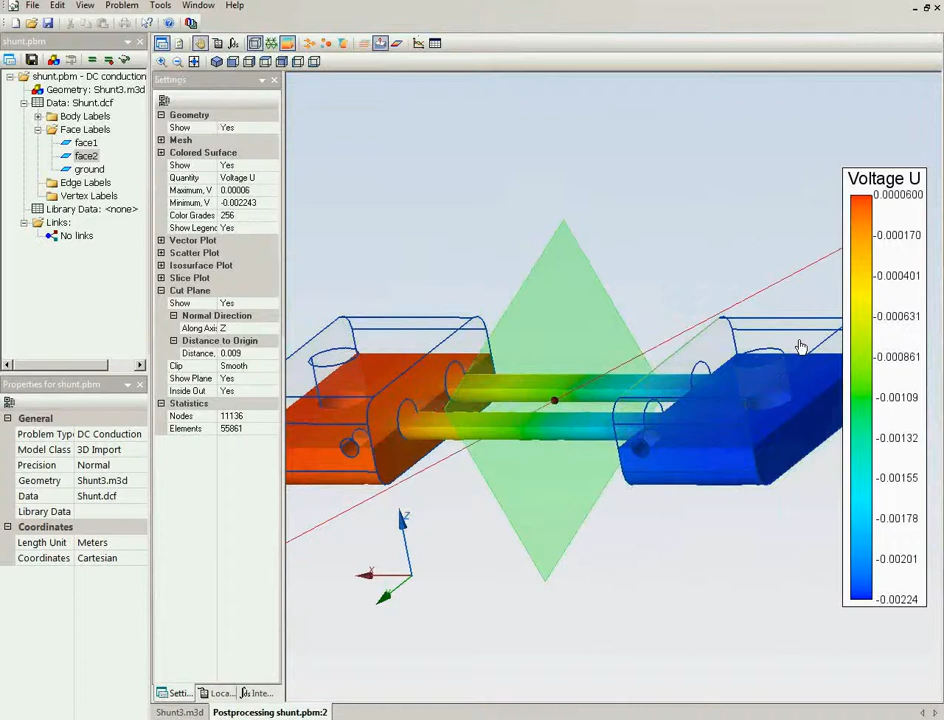 File Edit View Problem Tools Window Help
shunt.pbm
shunt.pbm - DC conduction
Geometry: Shunt3.m3d
Data: Shunt.dcf
Body Labels
Face Labels
face1
face2
ground
Edge Labels
Vertex Labels
Library Data: <none>
Links:
No links
Properties for shunt.pbm
General
Problem Typ DC Conduction
Model Class 3D Import
Precision Normal
Geometry Shunt3.m3d
Data Shunt.dcf
Library Data
Coordinates
Length Unit Meters
Coordinates Cartesian
Settings
Geometry
Show Yes
Mesh
Colored Surface
Show Yes
Quantity Voltage U
Maximum, V 0.00006
Minimum, V -0.002243
Color Grades 256
Show Legend Yes
Vector Plot
Scatter Plot
Isosurface Plot
Slice Plot
Cut Plane
Show Yes
Normal Direction
Along Axis Z
Distance to Origin
Distance, 0.009
Clip Smooth
Show Plane Yes
Inside Out Yes
Statistics
Nodes 11136
Elements 55861
Setti... Loca... Inte...
Z
X
Voltage U
0.0000600
-0.000170
-0.000401
-0.000631
-0.000861
-0.00109
-0.00132
-0.00155
-0.00178
-0.00201
-0.00224
Shunt3.m3d Postprocessing shunt.pbm:2